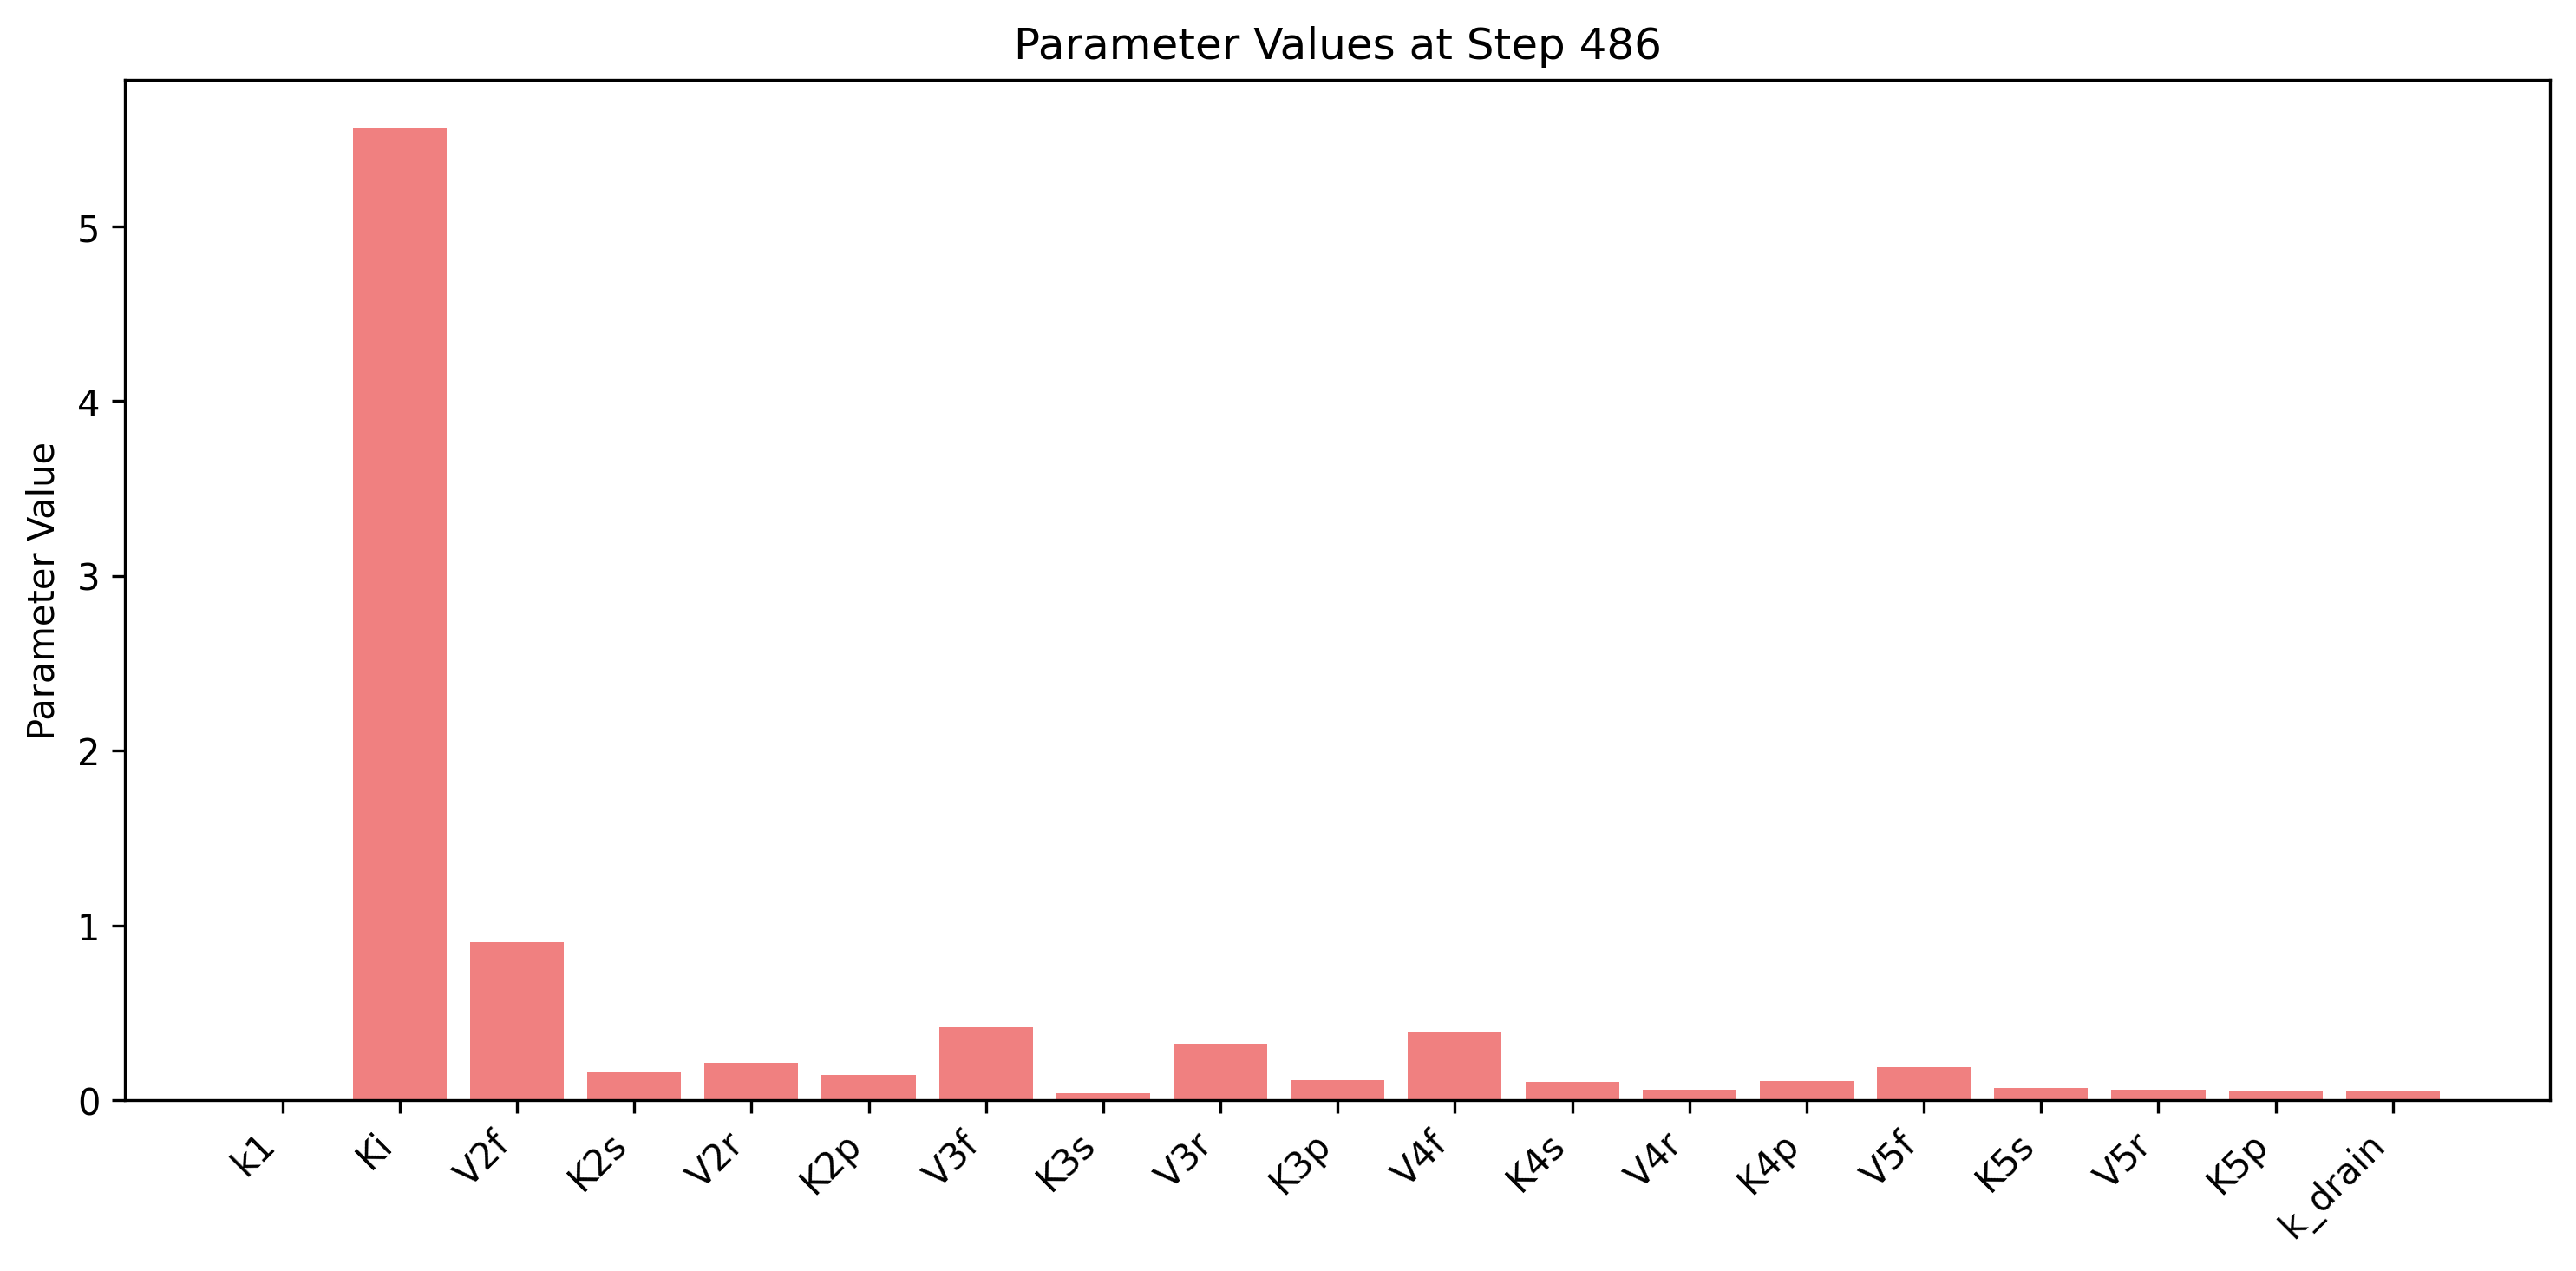 Parameter Values at Step 486
Parameter Value
5
4
3
2
1
0
k1
Ki
V2f
K2s
V2r
K2p
V3f
K3s
V3r
K3p
V4f
K4s
V4r
K4p
V5f
K5s
V5r
K5p
k_drain